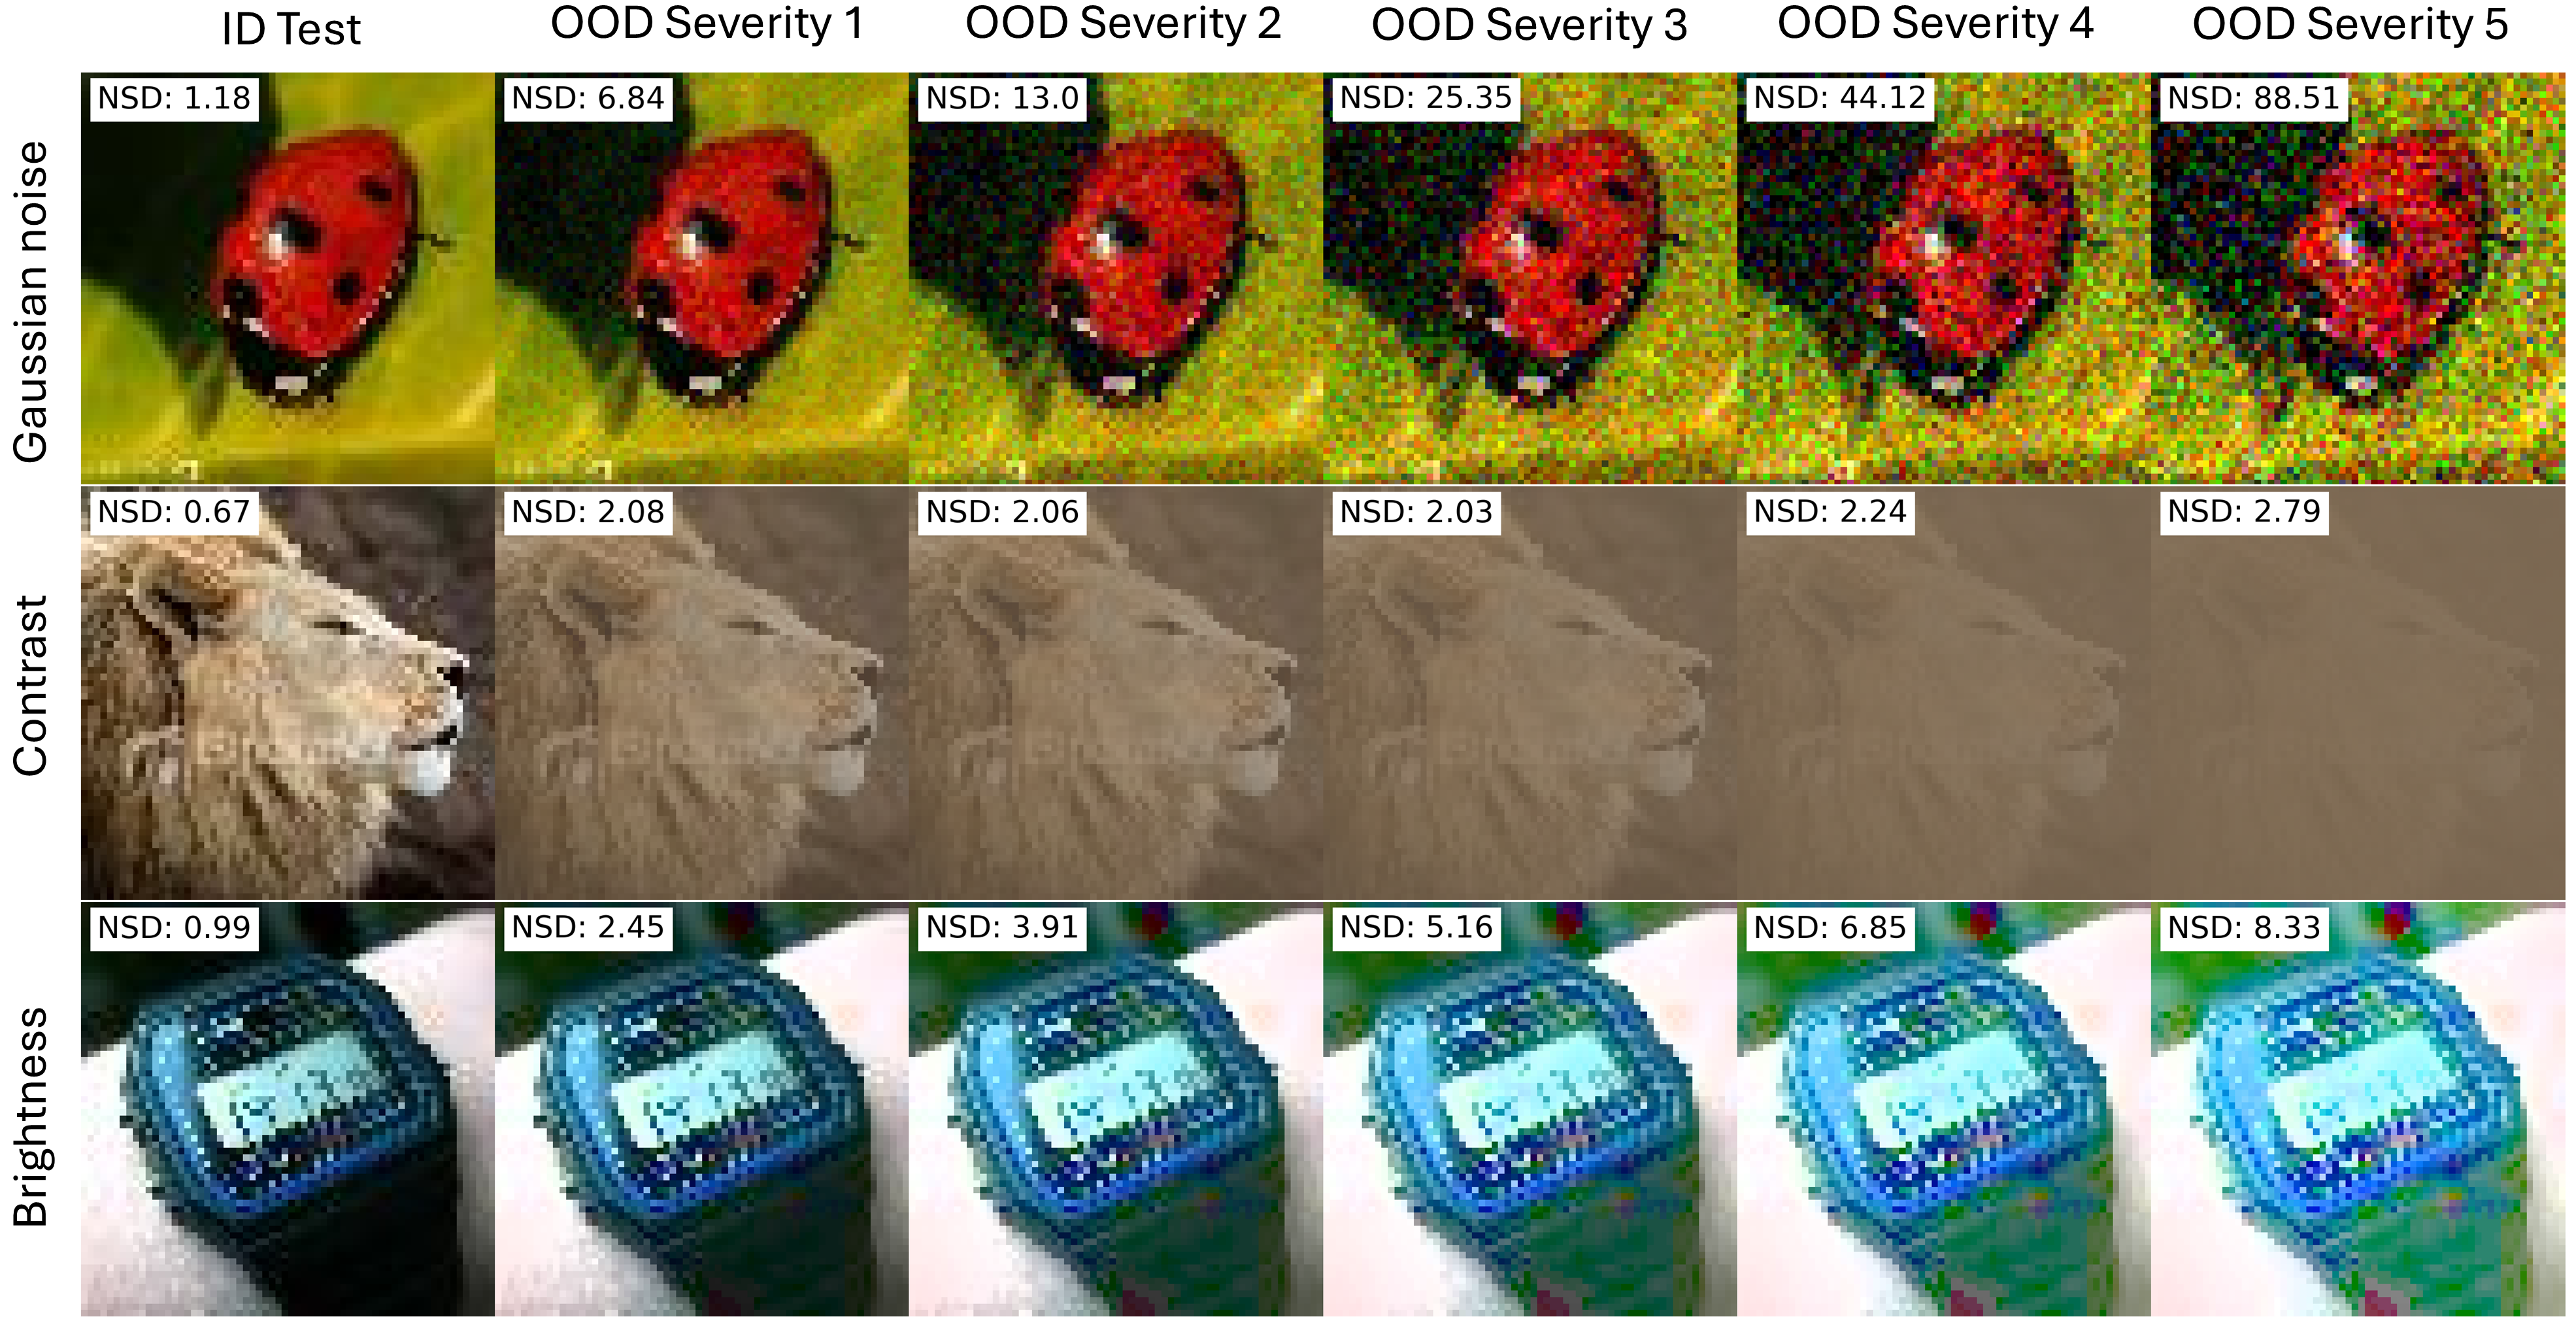 ID Test
OOD Severity 1
OOD Severity 2
OOD Severity 3
OOD Severity 4
OOD Severity 5
Gaussian noise
NSD: 1.18
NSD: 6.84
NSD: 13.0
NSD: 25.35
NSD: 44.12
NSD: 88.51
Contrast
NSD: 0.67
NSD: 2.08
NSD: 2.06
NSD: 2.03
NSD: 2.24
NSD: 2.79
Brightness
NSD: 0.99
NSD: 2.45
NSD: 3.91
NSD: 5.16
NSD: 6.85
NSD: 8.33